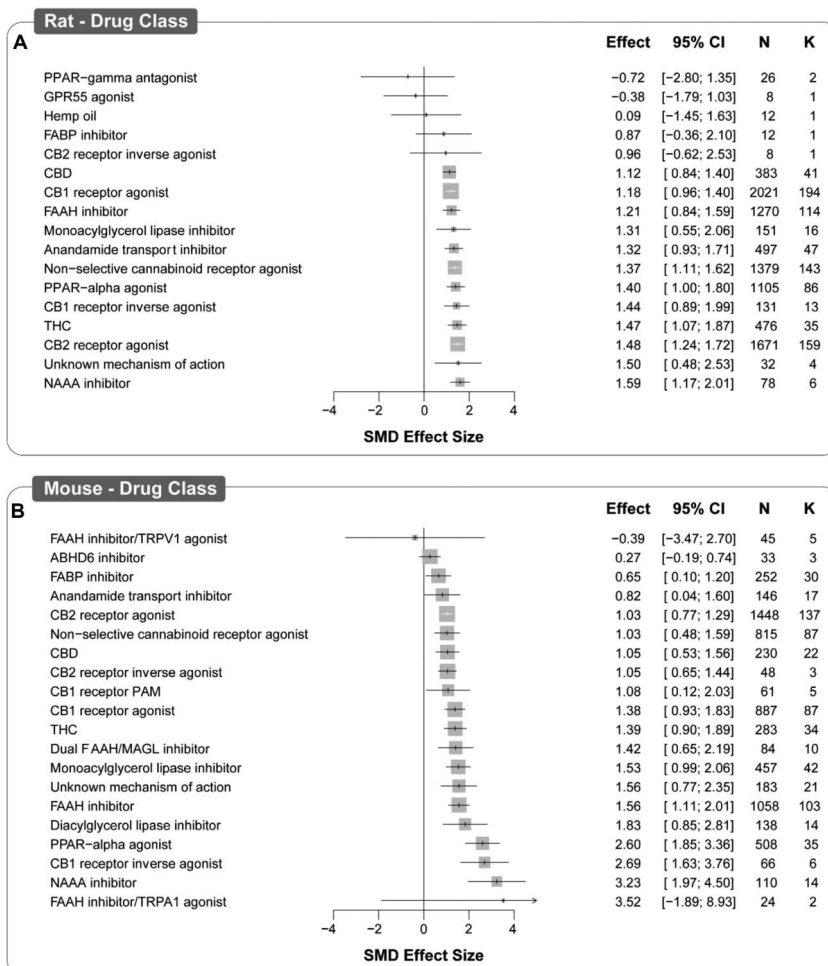 Rat - Drug Class
A Effect 95% CI N K
PPAR−gamma antagonist −0.72 [−2.80; 1.35] 26 2
GPR55 agonist −0.38 [−1.79; 1.03] 8 1
Hemp oil 0.09 [−1.45; 1.63] 12 1
FABP inhibitor 0.87 [−0.36; 2.10] 12 1
CB2 receptor inverse agonist 0.96 [−0.62; 2.53] 8 1
CBD 1.12 [ 0.84; 1.40] 383 41
CB1 receptor agonist 1.18 [ 0.96; 1.40] 2021 194
FAAH inhibitor 1.21 [ 0.84; 1.59] 1270 114
Monoacylglycerol lipase inhibitor 1.31 [ 0.55; 2.06] 151 16
Anandamide transport inhibitor 1.32 [ 0.93; 1.71] 497 47
Non−selective cannabinoid receptor agonist 1.37 [ 1.11; 1.62] 1379 143
PPAR−alpha agonist 1.40 [ 1.00; 1.80] 1105 86
CB1 receptor inverse agonist 1.44 [ 0.89; 1.99] 131 13
THC 1.47 [ 1.07; 1.87] 476 35
CB2 receptor agonist 1.48 [ 1.24; 1.72] 1671 159
Unknown mechanism of action 1.50 [ 0.48; 2.53] 32 4
NAAA inhibitor 1.59 [ 1.17; 2.01] 78 6
−4 −2 0 2 4
SMD Effect Size
Mouse - Drug Class
B Effect 95% CI N K
FAAH inhibitor/TRPV1 agonist −0.39 [−3.47; 2.70] 45 5
ABHD6 inhibitor 0.27 [−0.19; 0.74] 33 3
FABP inhibitor 0.65 [ 0.10; 1.20] 252 30
Anandamide transport inhibitor 0.82 [ 0.04; 1.60] 146 17
CB2 receptor agonist 1.03 [ 0.77; 1.29] 1448 137
Non−selective cannabinoid receptor agonist 1.03 [ 0.48; 1.59] 815 87
CBD 1.05 [ 0.53; 1.56] 230 22
CB2 receptor inverse agonist 1.05 [ 0.65; 1.44] 48 3
CB1 receptor PAM 1.08 [ 0.12; 2.03] 61 5
CB1 receptor agonist 1.38 [ 0.93; 1.83] 887 87
THC 1.39 [ 0.90; 1.89] 283 34
Dual FAAH/MAGL inhibitor 1.42 [ 0.65; 2.19] 84 10
Monoacylglycerol lipase inhibitor 1.53 [ 0.99; 2.06] 457 42
Unknown mechanism of action 1.56 [ 0.77; 2.35] 183 21
FAAH inhibitor 1.56 [ 1.11; 2.01] 1058 103
Diacylglycerol lipase inhibitor 1.83 [ 0.85; 2.81] 138 14
PPAR−alpha agonist 2.60 [ 1.85; 3.36] 508 35
CB1 receptor inverse agonist 2.69 [ 1.63; 3.76] 66 6
NAAA inhibitor 3.23 [ 1.97; 4.50] 110 14
FAAH inhibitor/TRPA1 agonist 3.52 [−1.89; 8.93] 24 2
−4 −2 0 2 4
SMD Effect Size